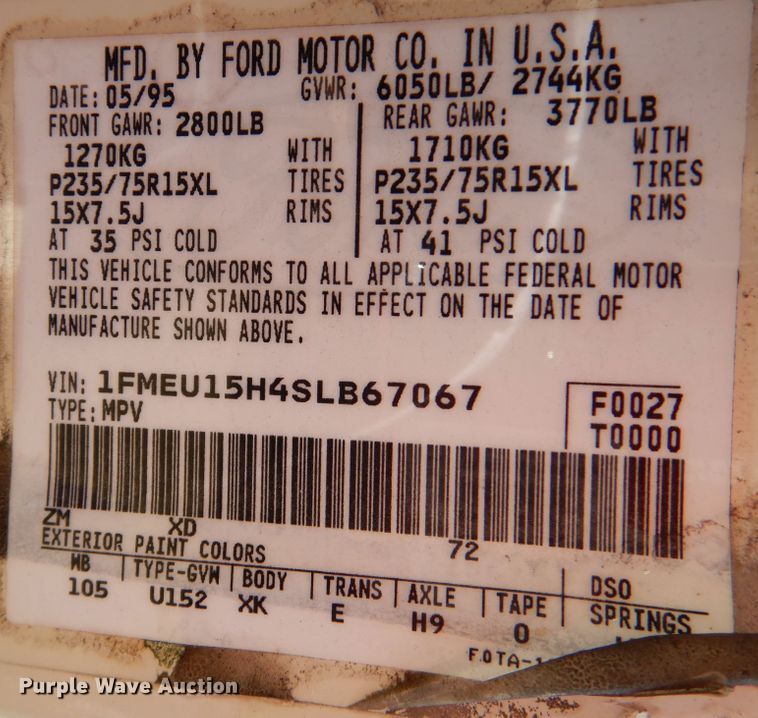 MFD. BY FORD MOTOR CO. IN U.S.A.
DATE: 05/95 GVWR: 6050LB/ 2744KG
FRONT GAWR: 2800LB REAR GAWR: 3770LB
1270KG WITH 1710KG WITH
P235/75R15XL TIRES P235/75R15XL TIRES
15X7.5J RIMS 15X7.5J RIMS
AT 35 PSI COLD AT 41 PSI COLD
THIS VEHICLE CONFORMS TO ALL APPLICABLE FEDERAL MOTOR
VEHICLE SAFETY STANDARDS IN EFFECT ON THE DATE OF
MANUFACTURE SHOWN ABOVE.
VIN: 1FMEU15H4SLB67067 F0027
TYPE: MPV T0000
ZM XD 72
EXTERIOR PAINT COLORS DSO
WB TYPE-GVW BODY TRANS AXLE TAPE SPRINGS
105 U152 XK E H9 0
Purple Wave Auction